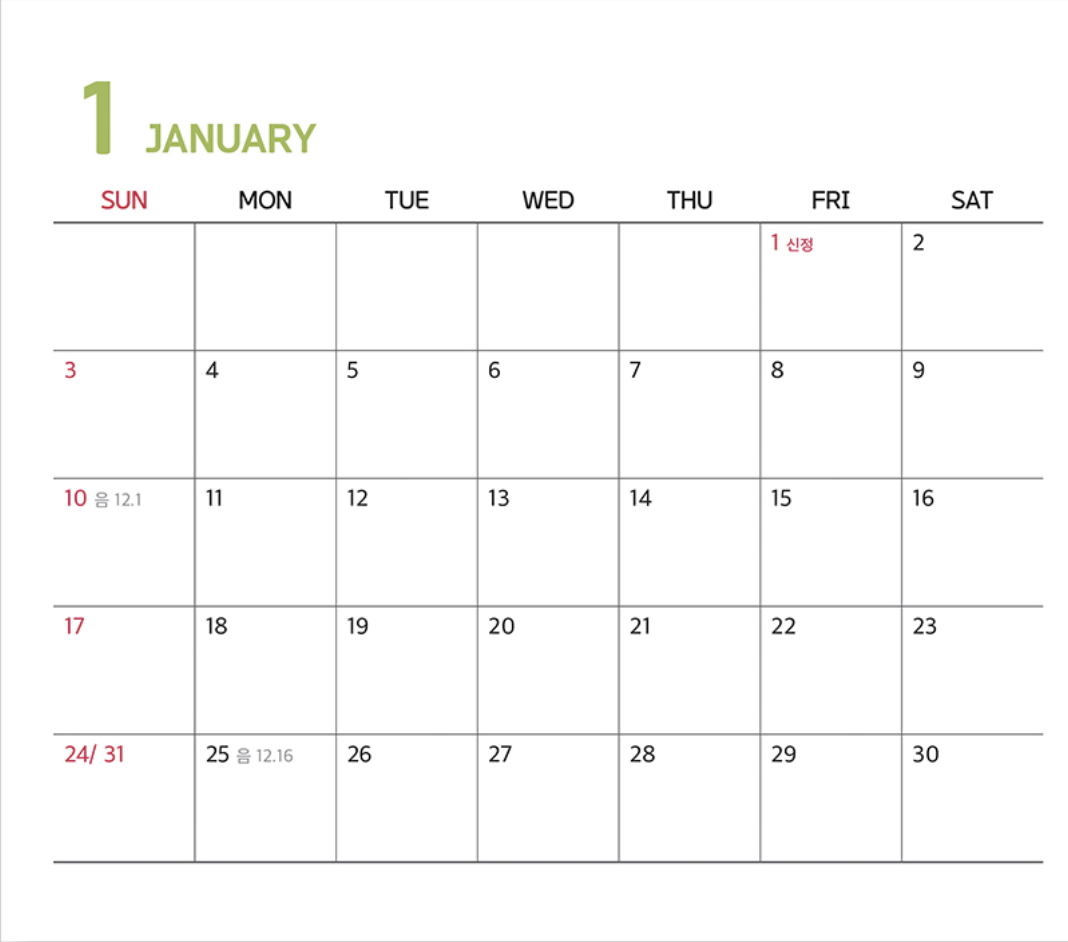 1 JANUARY
SUN MON TUE WED THU FRI SAT
1 신정 2
3 4 5 6 7 8 9
10 음 12.1 11 12 13 14 15 16
17 18 19 20 21 22 23
24/ 31 25 음 12.16 26 27 28 29 30